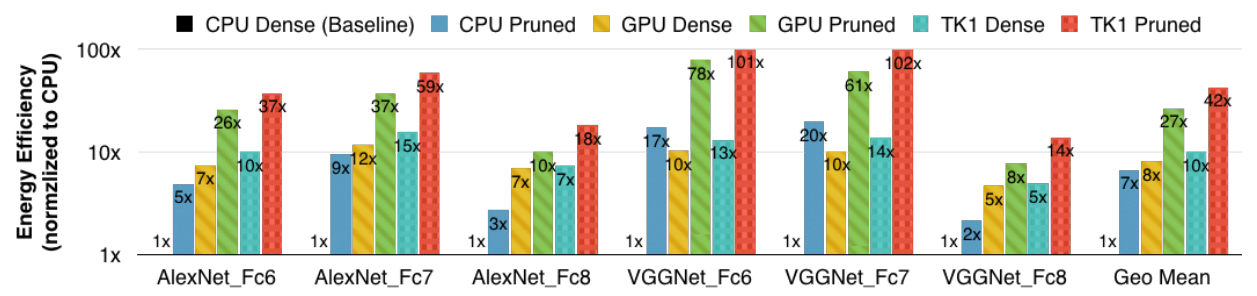 CPU Dense (Baseline) CPU Pruned GPU Dense GPU Pruned TK1 Dense TK1 Pruned
Energy Efficiency
(normzlized to CPU)
100x
10x
1x
1x 5x 7x 26x 10x 37x
1x 9x 12x 37x 15x 59x
1x 3x 7x 10x 7x 18x
1x 17x 10x 78x 13x 101x
1x 20x 10x 61x 14x 102x
1x 2x 5x 8x 5x 14x
1x 7x 8x 27x 10x 42x
AlexNet_Fc6 AlexNet_Fc7 AlexNet_Fc8 VGGNet_Fc6 VGGNet_Fc7 VGGNet_Fc8 Geo Mean